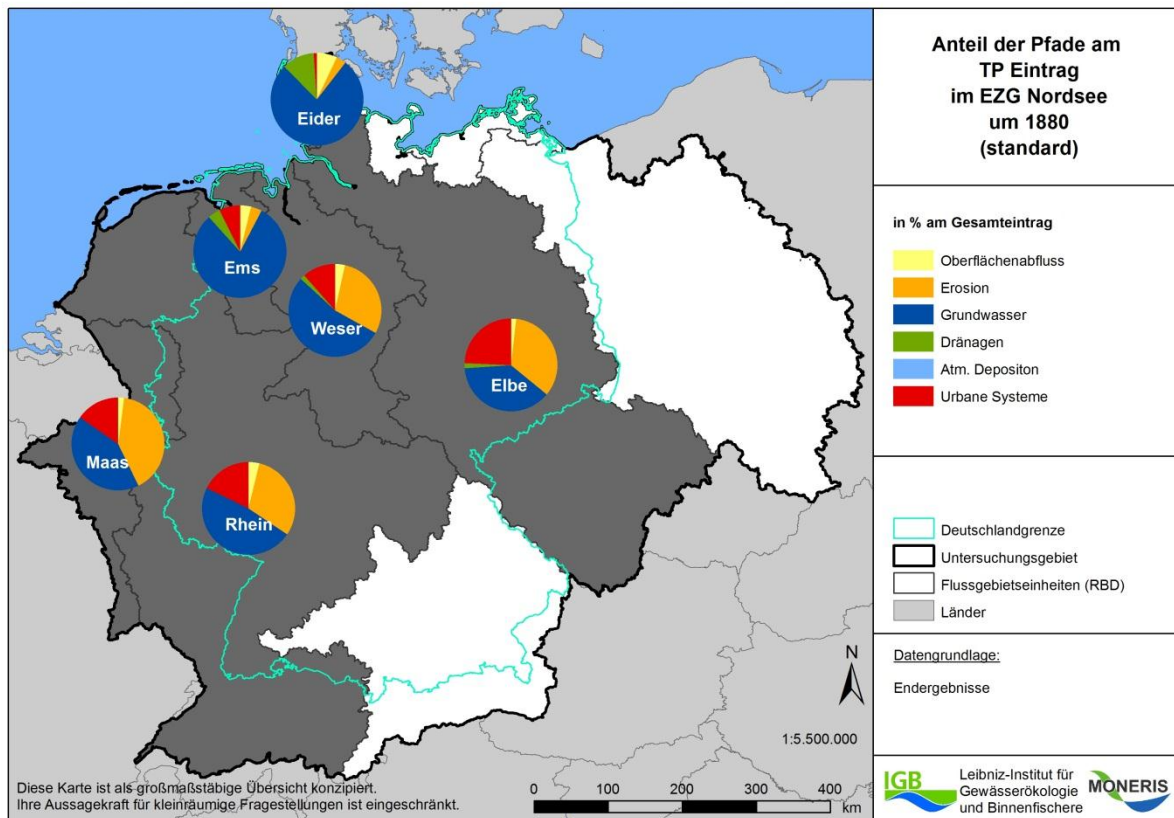 Eider
Ems
Weser
Elbe
Maas
Rhein
Diese Karte ist als großmaßstäbige Übersicht konzipiert.
Ihre Aussagekraft für kleinräumige Fragestellungen ist eingeschränkt.
N
1:5.500.000
0 100 200 300 400
km
Anteil der Pfade am
TP Eintrag
im EZG Nordsee
um 1880
(standard)
in % am Gesamteintrag
Oberflächenabfluss
Erosion
Grundwasser
Dränagen
Atm. Depositon
Urbane Systeme
Deutschlandgrenze
Untersuchungsgebiet
Flussgebietseinheiten (RBD)
Länder
Datengrundlage:
Endergebnisse
IGB
Leibniz-Institut für
Gewässerökologie
und Binnenfischere
MONERIS